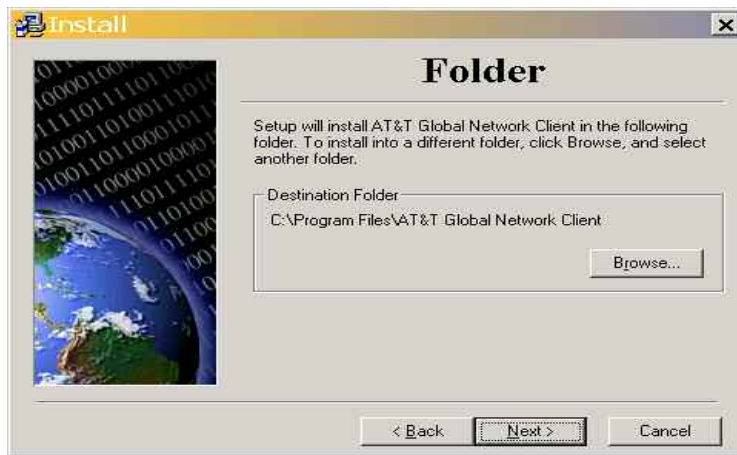 Install
Folder
Setup will install AT&T Global Network Client in the following
folder. To install into a different folder, click Browse, and select
another folder.
Destination Folder
C:\Program Files\AT&T Global Network Client
Browse...
< Back
Next >
Cancel